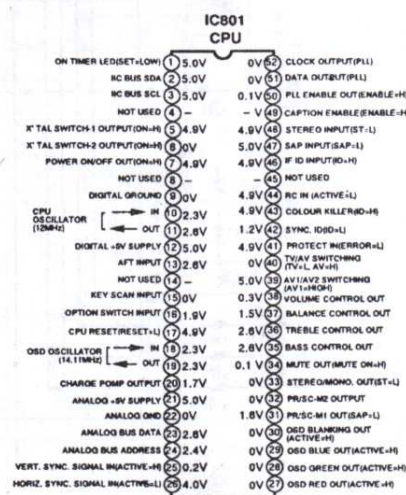 IC801
CPU
ON TIMER LED(SET=LOW) 1 5.0V
IIC BUS SDA 2 5.0V
IIC BUS SCL 3 5.0V
NOT USED 4 -
X' TAL SWITCH-1 OUTPUT(ON=H) 5 4.9V
X' TAL SWITCH-2 OUTPUT(ON=H) 6 0V
POWER ON/OFF OUT(ON=H) 7 4.9V
NOT USED 8 -
DIGITAL GROUND 9 0V
CPU OSCILLATOR (12MHz)
IN 10 2.3V
OUT 11 2.6V
DIGITAL +5V SUPPLY 12 5.0V
AFT INPUT 13 2.6V
NOT USED 14 -
KEY SCAN INPUT 15 0V
OPTION SWITCH INPUT 16 1.9V
CPU RESET(RESET=L) 17 4.9V
OSD OSCILLATOR (14.11MHz)
IN 18 2.3V
OUT 19 2.3V
CHARGE POMP OUTPUT 20 1.7V
ANALOG +5V SUPPLY 21 5.0V
ANALOG GND 22 0V
ANALOG BUS DATA 23 2.6V
ANALOG BUS ADDRESS 24 2.4V
VERT. SYNC. SIGNAL IN(ACTIVE=H) 25 0.2V
HORIZ. SYNC. SIGNAL IN(ACTIVE=L) 26 4.0V
0V 52 CLOCK OUTPUT(PLL)
0V 51 DATA OUTPUT(PLL)
0.1V 50 PLL ENABLE OUT(ENABLE=H)
- V 49 CAPTION ENABLE(ENABLE=H)
4.9V 48 STEREO INPUT(ST=L)
5.0V 47 SAP INPUT(SAP=L)
4.9V 46 IF ID INPUT(ID=H)
- 45 NOT USED
4.9V 44 RC IN (ACTIVE=L)
4.9V 43 COLOUR KILLER(ID=H)
1.2V 42 SYNC. ID(ID=L)
4.9V 41 PROTECT IN(ERROR=L)
0V 40 TV/AV SWITCHING
(TV=L, AV=H)
5.0V 39 AV1/AV2 SWITCHING
(AV1=HIGH)
0.3V 38 VOLUME CONTROL OUT
1.5V 37 BALANCE CONTROL OUT
2.6V 36 TREBLE CONTROL OUT
2.6V 35 BASS CONTROL OUT
0.1 V 34 MUTE OUT(MUTE ON=H)
0V 33 STEREO/MONO. OUT(ST=L)
0V 32 PR/SC-M2 OUTPUT
1.6V 31 PR/SC-M1 OUT(SAP=L)
0V 30 OSD BLANKING OUT
(ACTIVE=H)
0V 29 OSD BLUE OUT(ACTIVE=H)
0V 28 OSD GREEN OUT(ACTIVE=H)
0V 27 OSD RED OUT(ACTIVE=H)